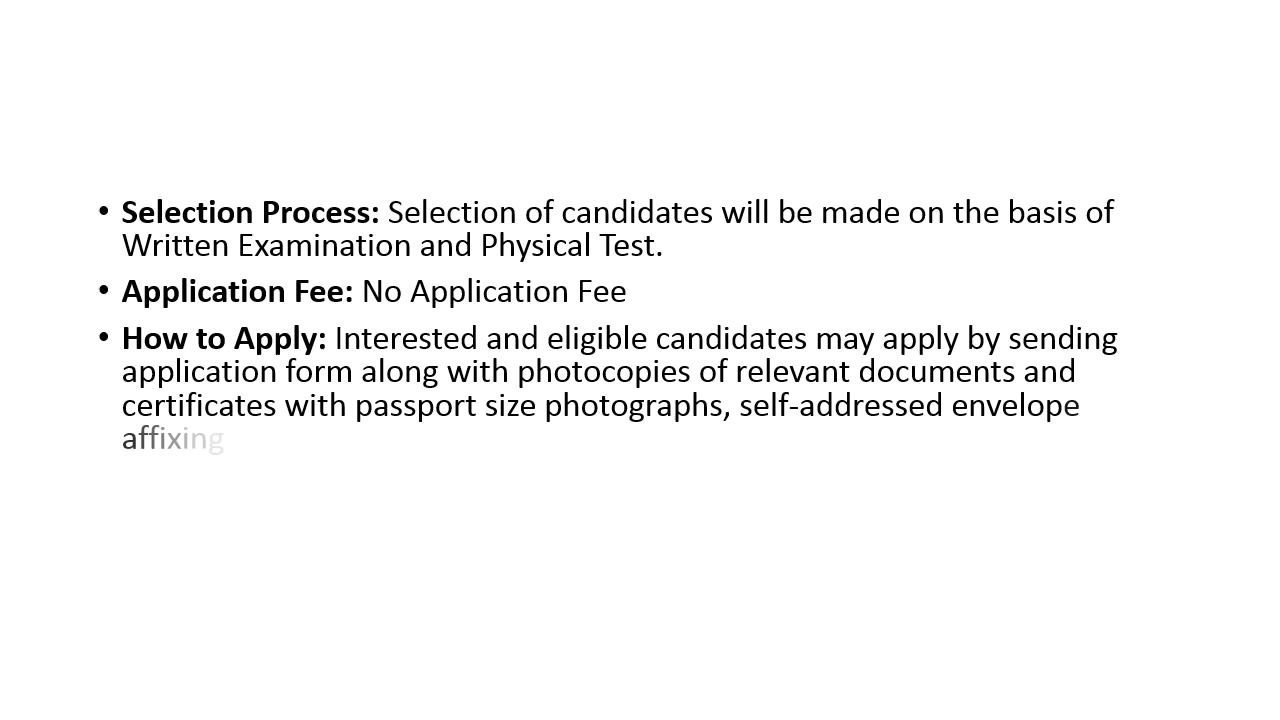 • Selection Process: Selection of candidates will be made on the basis of
Written Examination and Physical Test.
• Application Fee: No Application Fee
• How to Apply: Interested and eligible candidates may apply by sending
application form along with photocopies of relevant documents and
certificates with passport size photographs, self-addressed envelope
affixing